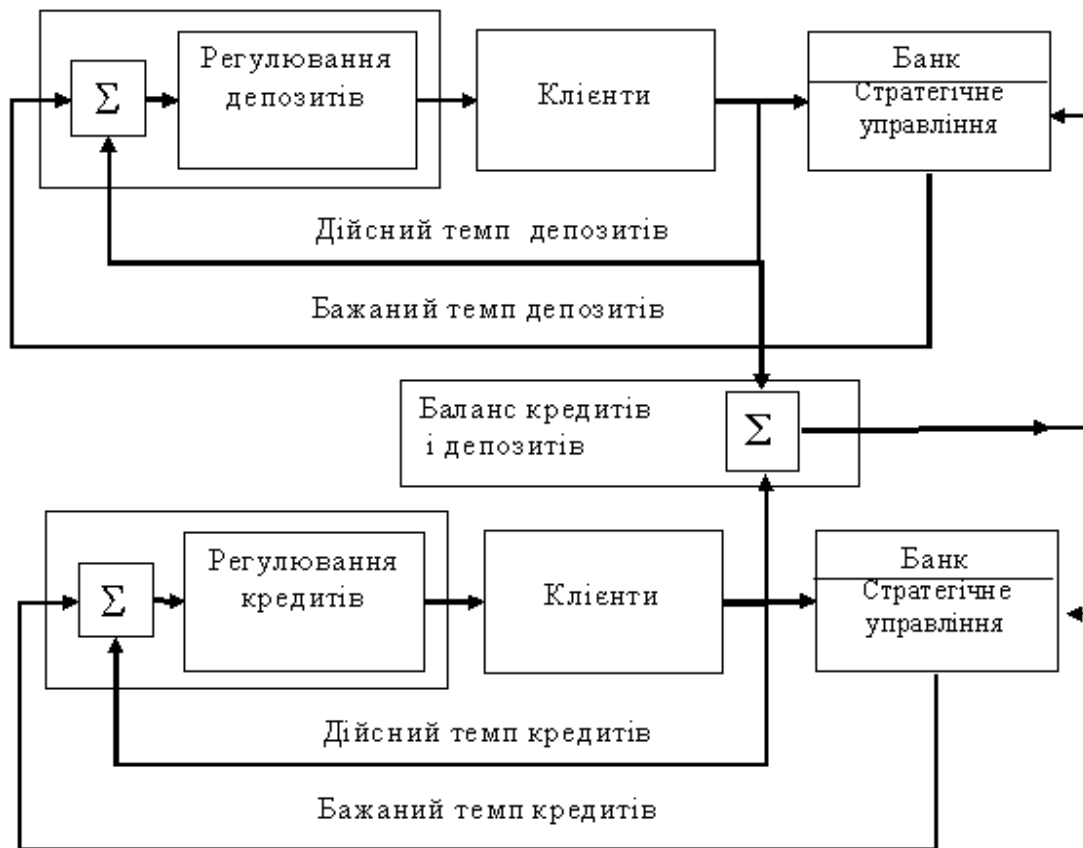 Регулювання
депозитів
Σ
Клієнти
Банк
Стратегічне
управління
Дійсний темп депозитів
Бажаний темп депозитів
Баланс кредитів
і депозитів
Σ
Регулювання
кредитів
Σ
Клієнти
Банк
Стратегічне
управління
Дійсний темп кредитів
Бажаний темп кредитів